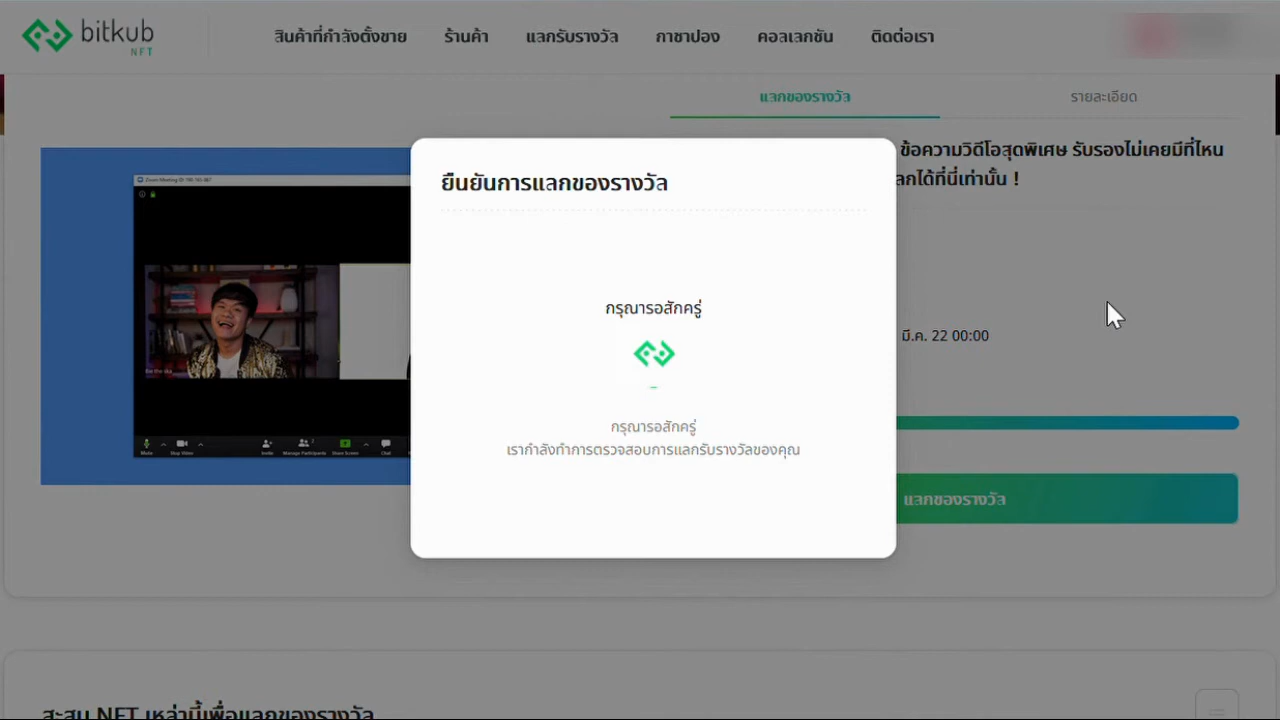 bitkub
NFT
สินค้าที่กำลังตั้งขาย
ร้านค้า
แลกรับรางวัล
กาชาปอง
คอลเลกชัน
ติดต่อเรา
แลกของรางวัล
รายละเอียด
ข้อความวิดีโอสุดพิเศษ รับรองไม่เคยมีที่ไหน
ลกได้ที่นี่เท่านั้น !
ยืนยันการแลกของรางวัล
กรุณารอสักครู่
กรุณารอสักครู่
เรากำลังทำการตรวจสอบการแลกรับรางวัลของคุณ
มี.ค. 22 00:00
Mute
Stop Video
Invite
Manage Participants
Share Screen
Chat
แลกของรางวัล
สะสม NFT เหล่านี้เพื่อแลกของรางวัล